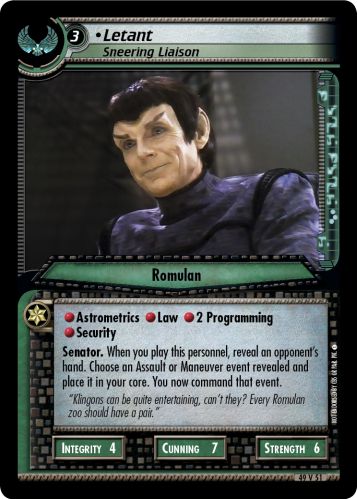 3 •Letant
Sneering Liaison
Romulan
Astrometrics Law 2 Programming
Security
Senator. When you play this personnel, reveal an opponent's
hand. Choose an Assault or Maneuver event revealed and
place it in your core. You now command that event.
"Klingons can be quite entertaining, can't they? Every Romulan
zoo should have a pair."
INTEGRITY 4 CUNNING 7 STRENGTH 6
49 V 51